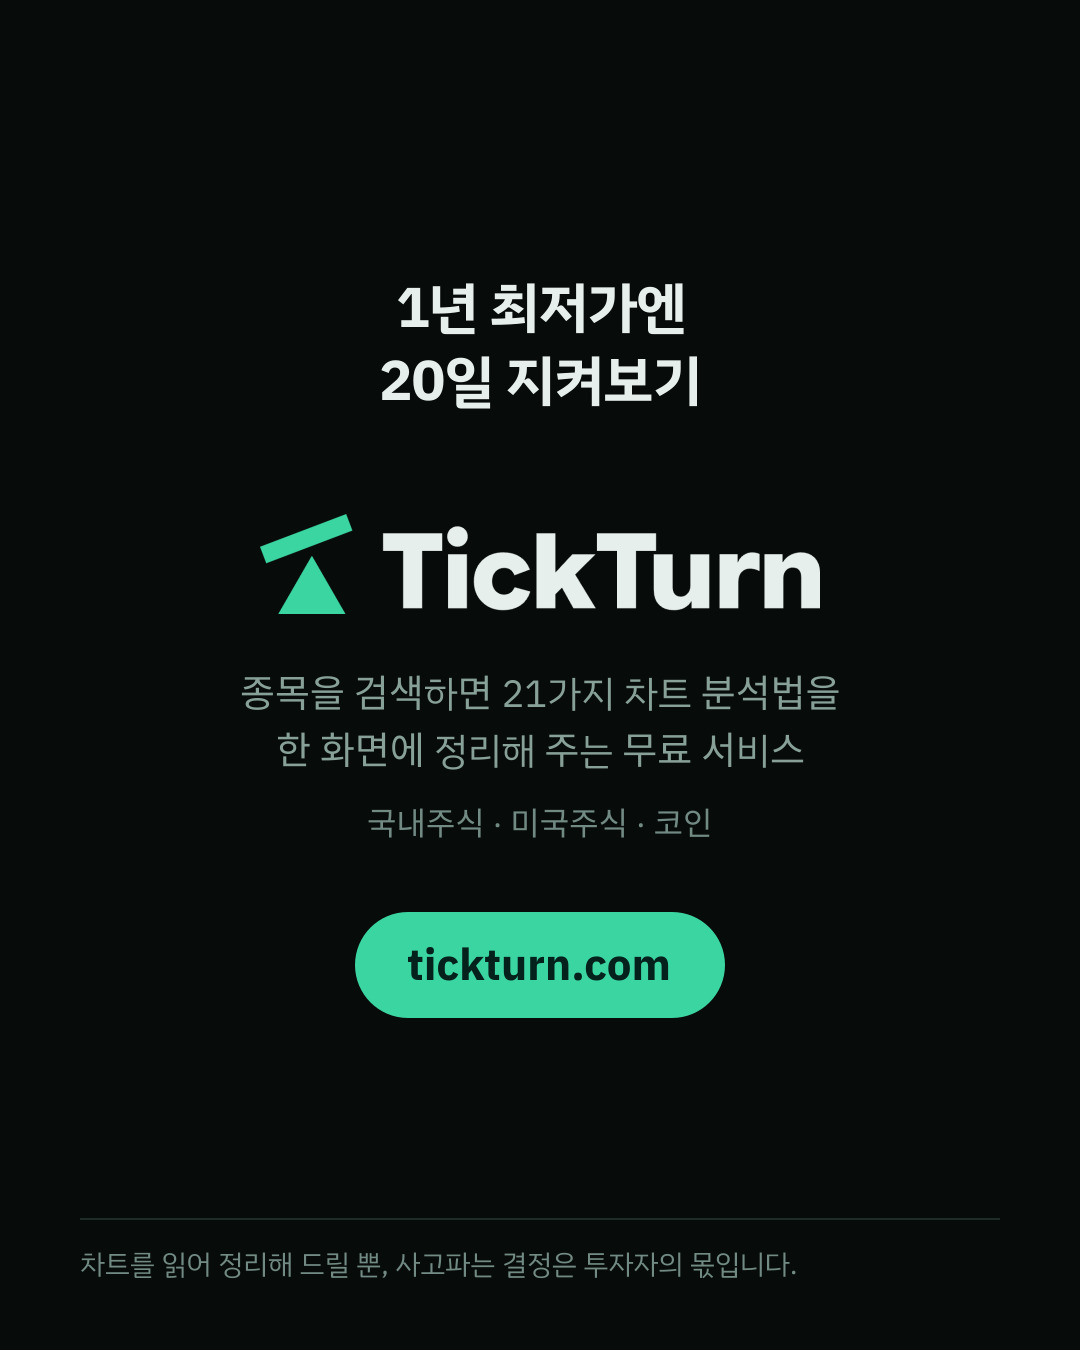 1년 최저가엔
20일 지켜보기
TickTurn
종목을 검색하면 21가지 차트 분석법을
한 화면에 정리해 주는 무료 서비스
국내주식 · 미국주식 · 코인
tickturn.com
차트를 읽어 정리해 드릴 뿐, 사고파는 결정은 투자자의 몫입니다.